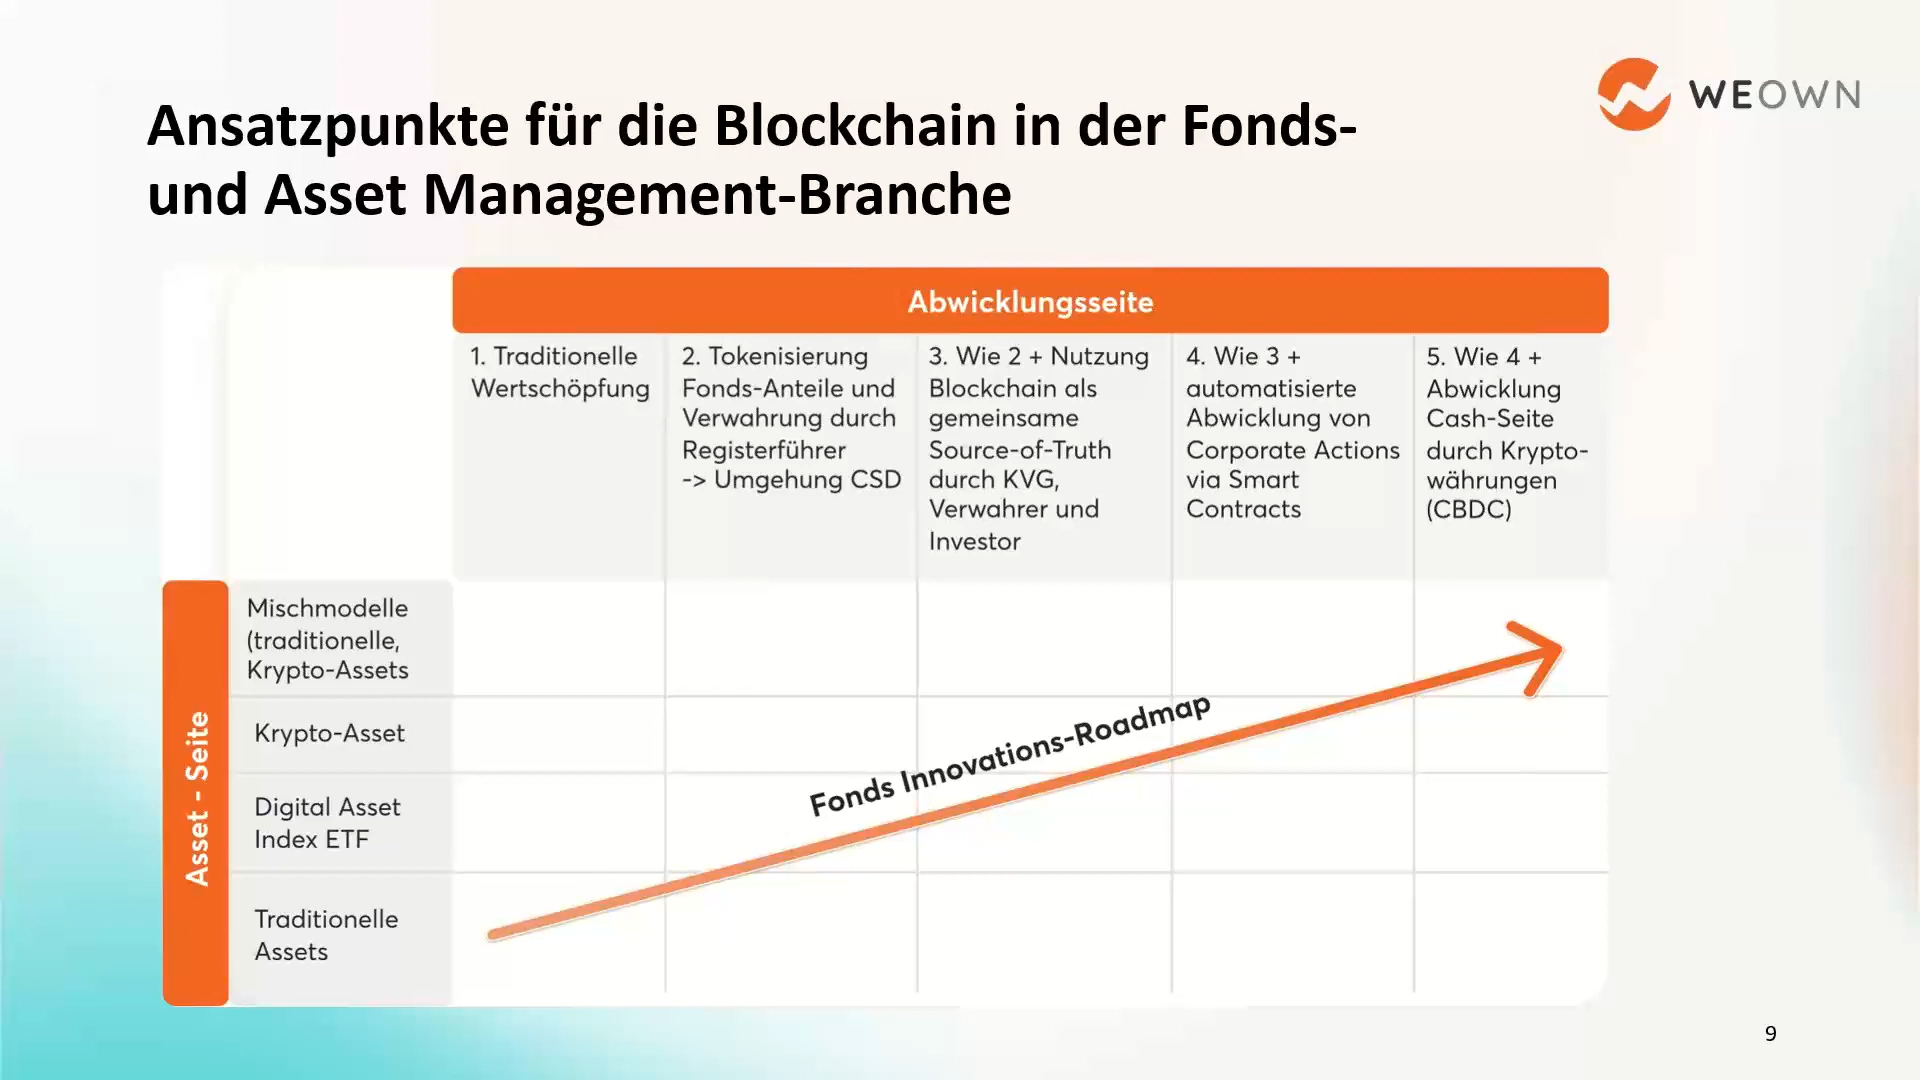 Ansatzpunkte für die Blockchain in der Fonds-
und Asset Management-Branche
WEOWN
Abwicklungsseite
1. Traditionelle
Wertschöpfung
2. Tokenisierung
Fonds-Anteile und
Verwahrung durch
Registerführer
-> Umgehung CSD
3. Wie 2 + Nutzung
Blockchain als
gemeinsame
Source-of-Truth
durch KVG,
Verwahrer und
Investor
4. Wie 3 +
automatisierte
Abwicklung von
Corporate Actions
via Smart
Contracts
5. Wie 4 +
Abwicklung
Cash-Seite
durch Krypto-
währungen
(CBDC)
Asset - Seite
Mischmodelle
(traditionelle,
Krypto-Assets
Krypto-Asset
Digital Asset
Index ETF
Traditionelle
Assets
Fonds Innovations-Roadmap
9